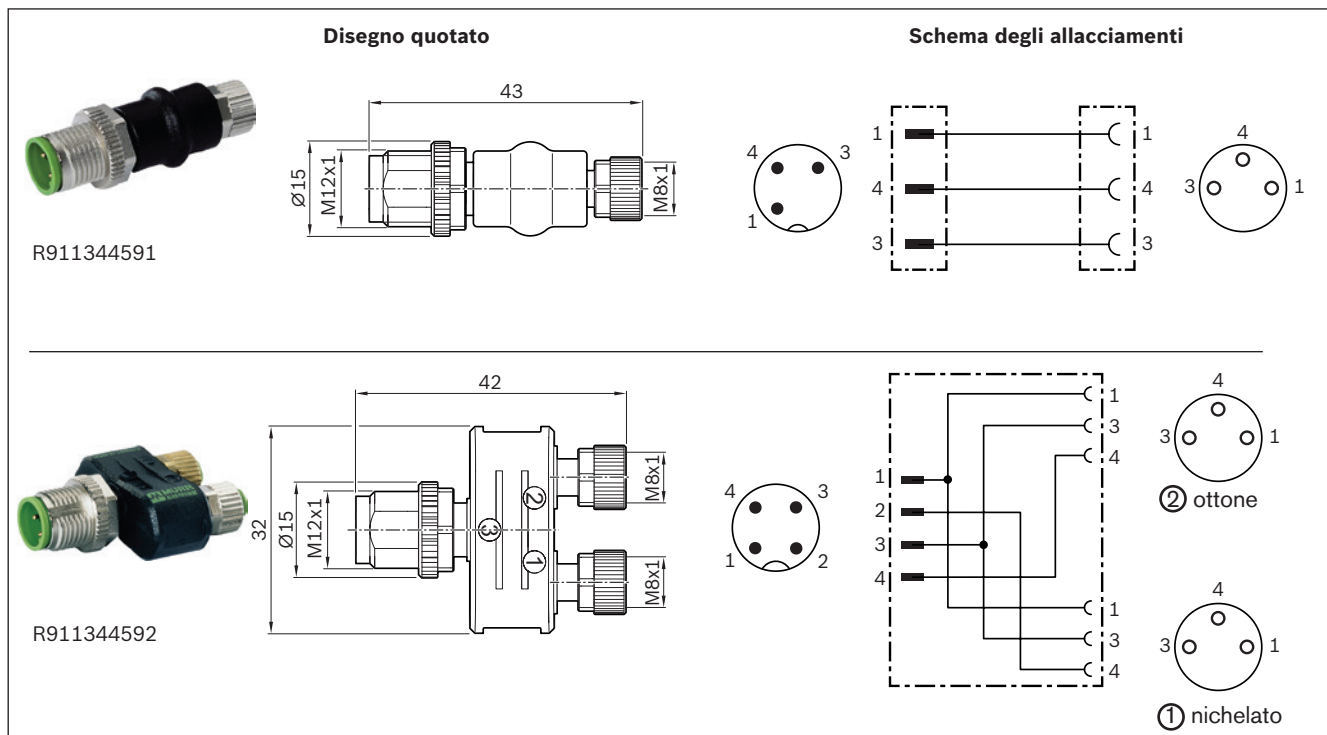 Disegno quotato
Schema degli allacciamenti
R911344591
43
Ø15
M12x1
M8x1
4 3
1
1 1
4 4
3 3
4
3 1
R911344592
42
32
Ø15
M12x1
M8x1
M8x1
2
3
1
4 3
1 2
1
2
3
4
1
3
4
1
3
4
4
3 1
2 ottone
4
3 1
1 nichelato